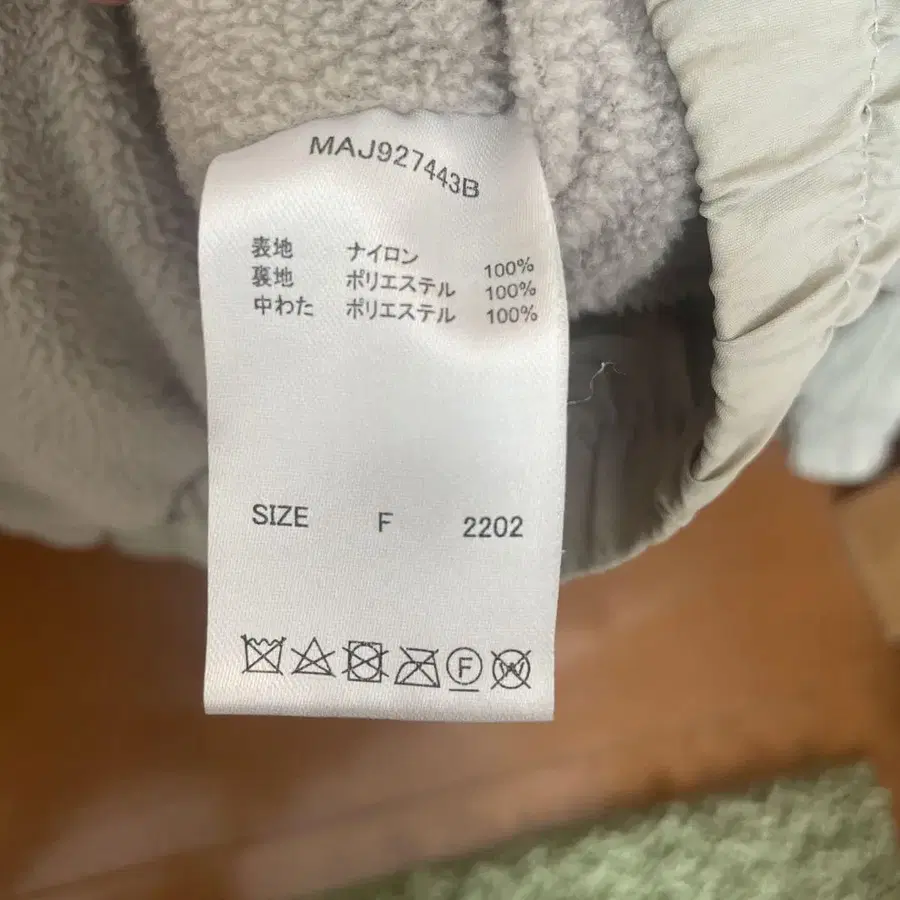 MAJ927443B
表地 ナイロン 100%
裏地 ポリエステル 100%
中わた ポリエステル 100%
SIZE F 2202
F W